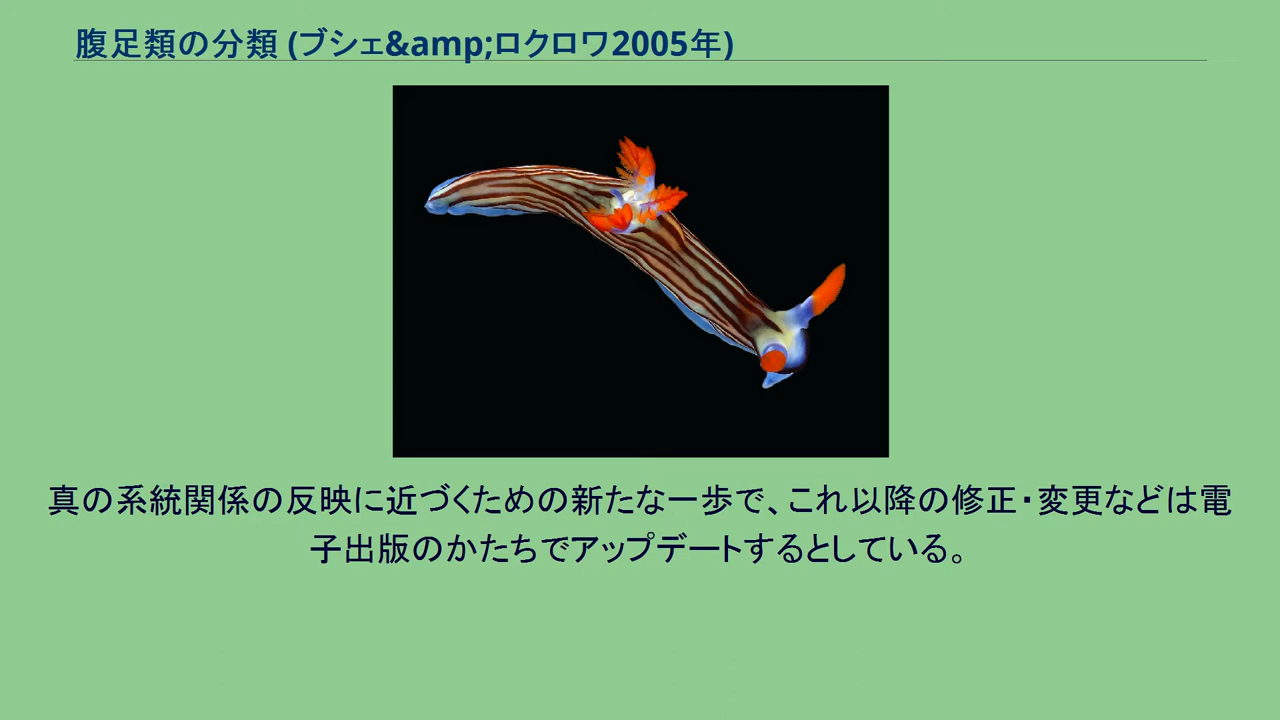 腹足類の分類 (ブシェ&amp;ロクロワ2005年)
真の系統関係の反映に近づくための新たな一歩で、これ以降の修正・変更などは電
子出版のかたちでアップデートするとしている。